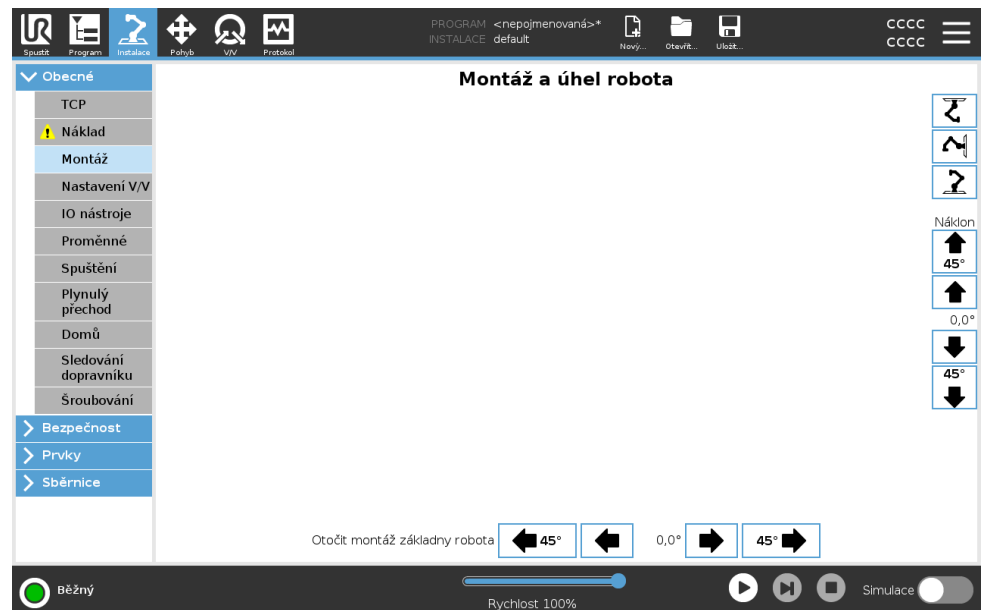 PROGRAM <nepojmenovaná>*
INSTALACE default
CCCC
CCCC
Spustit Program Instalace Pohyb V/V Protokol Nový... Otevřít... Uložit...
Obecné
TCP
Náklad
Montáž
Nastavení V/V
IO nástroje
Proměnné
Spuštění
Plynulý
přechod
Domů
Sledování
dopravníku
Šroubování
Bezpečnost
Prvky
Sběrnice
Montáž a úhel robota
Náklon
45°
0,0°
45°
Otočit montáž základny robota 45° 0,0° 45°
Běžný
Rychlost 100%
Simulace